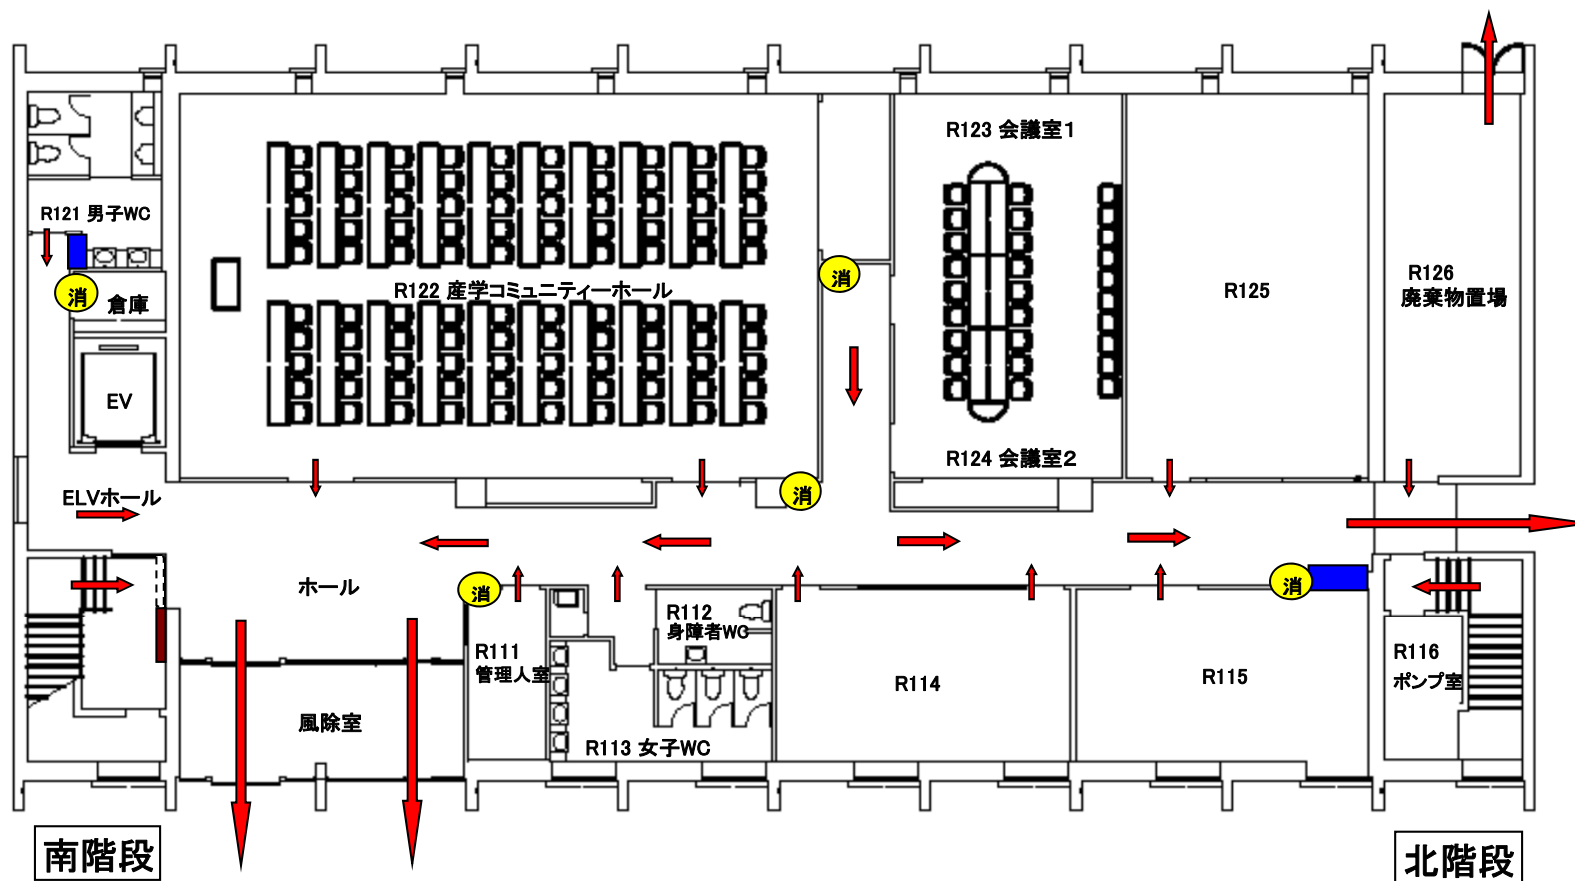 R123 会議室１
R121 男子WC
消
倉庫
R122 産学コミュニティーホール
消
R125
R126
廃棄物置場
EV
R124 会議室２
ELVホール
消
ホール
消
R111
管理人室
R112
身障者WC
消
R114
R115
R116
ポンプ室
風除室
R113 女子WC
南階段
北階段